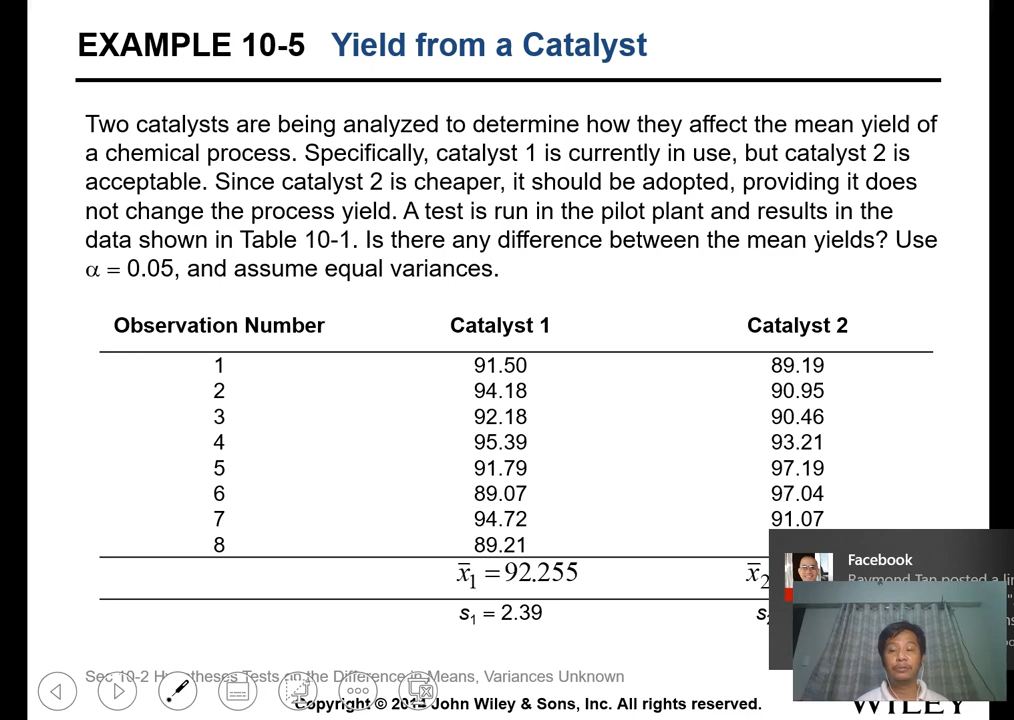 EXAMPLE 10-5 Yield from a Catalyst
Two catalysts are being analyzed to determine how they affect the mean yield of
a chemical process. Specifically, catalyst 1 is currently in use, but catalyst 2 is
acceptable. Since catalyst 2 is cheaper, it should be adopted, providing it does
not change the process yield. A test is run in the pilot plant and results in the
data shown in Table 10-1. Is there any difference between the mean yields? Use
α = 0.05, and assume equal variances.
Observation Number Catalyst 1 Catalyst 2
1 91.50 89.19
2 94.18 90.95
3 92.18 90.46
4 95.39 93.21
5 91.79 97.19
6 89.07 97.04
7 94.72 91.07
8 89.21
x̄₁ = 92.255 x̄₂
s₁ = 2.39 s
Facebook
Raymond Tan posted a
Sec 10-2 Tests on the Difference in Means, Variances Unknown
Copyright © 2014 John Wiley & Sons, Inc. All rights reserved.
WILEY